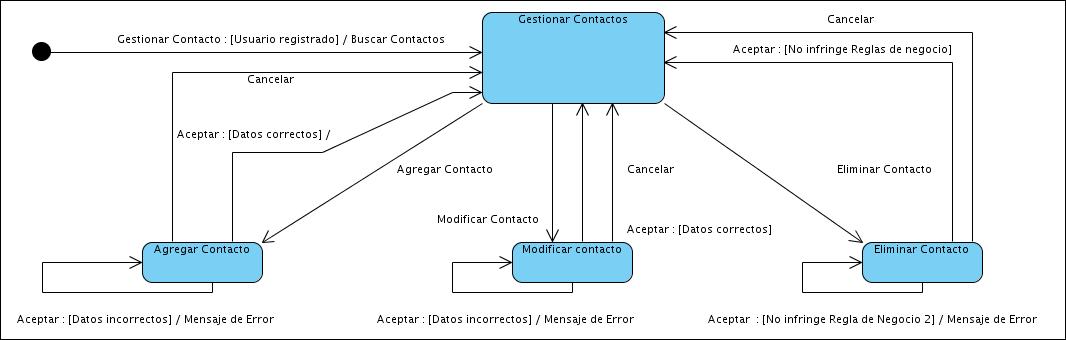 Gestionar Contactos
Cancelar
Gestionar Contacto : [Usuario registrado] / Buscar Contactos
Aceptar : [No infringe Reglas de negocio]
Cancelar
Aceptar : [Datos correctos] /
Agregar Contacto
Cancelar
Eliminar Contacto
Modificar Contacto
Aceptar : [Datos correctos]
Agregar Contacto
Modificar contacto
Eliminar Contacto
Aceptar : [Datos incorrectos] / Mensaje de Error
Aceptar : [Datos incorrectos] / Mensaje de Error
Aceptar : [No infringe Regla de Negocio 2] / Mensaje de Error